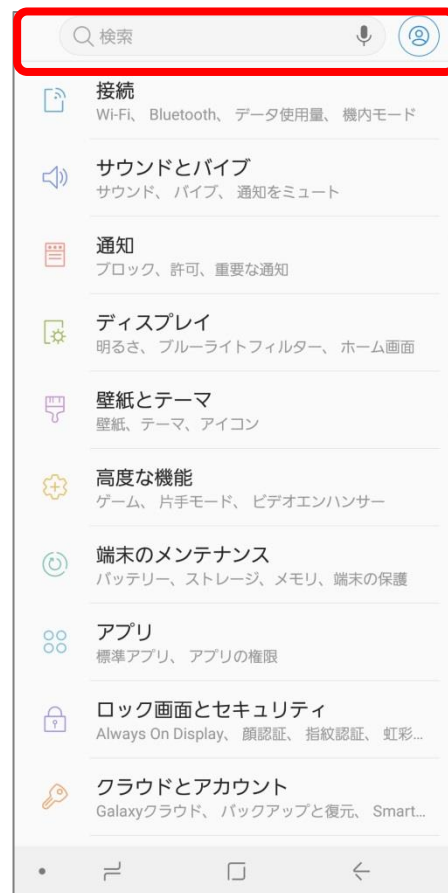 検索
接続
Wi-Fi、 Bluetooth、 データ使用量、 機内モード
サウンドとバイブ
サウンド、 バイブ、 通知をミュート
通知
ブロック、許可、重要な通知
ディスプレイ
明るさ、 ブルーライトフィルター、 ホーム画面
壁紙とテーマ
壁紙、テーマ、アイコン
高度な機能
ゲーム、 片手モード、 ビデオエンハンサー
端末のメンテナンス
バッテリー、ストレージ、メモリ、端末の保護
アプリ
標準アプリ、 アプリの権限
ロック画面とセキュリティ
Always On Display、 顔認証、 指紋認証、 虹彩...
クラウドとアカウント
Galaxyクラウド、 バックアップと復元、 Smart...